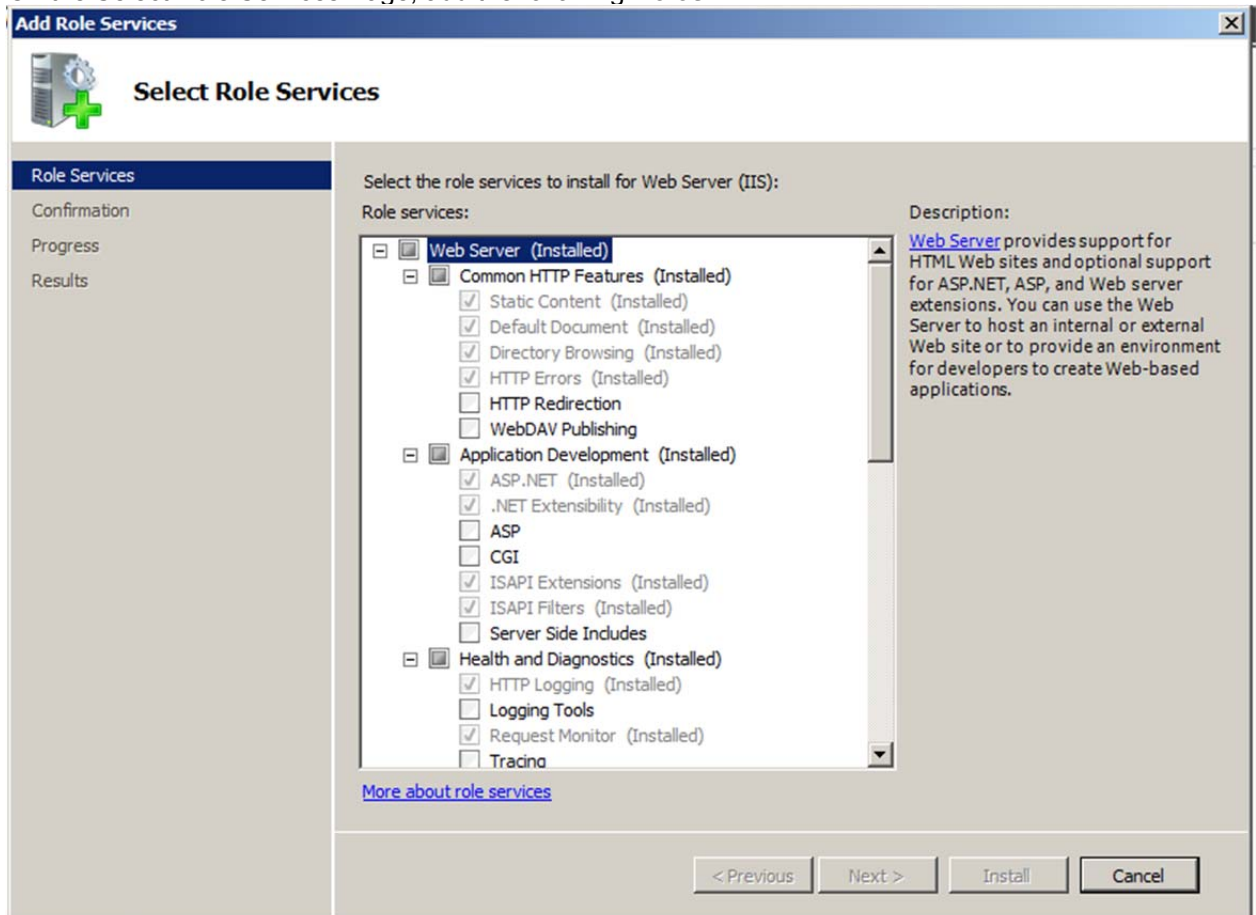 Add Role Services
Select Role Services
Role Services
Confirmation
Progress
Results
Select the role services to install for Web Server (IIS):
Role services:
Web Server (Installed)
Common HTTP Features (Installed)
Static Content (Installed)
Default Document (Installed)
Directory Browsing (Installed)
HTTP Errors (Installed)
HTTP Redirection
WebDAV Publishing
Application Development (Installed)
ASP.NET (Installed)
.NET Extensibility (Installed)
ASP
CGI
ISAPI Extensions (Installed)
ISAPI Filters (Installed)
Server Side Includes
Health and Diagnostics (Installed)
HTTP Logging (Installed)
Logging Tools
Request Monitor (Installed)
Tracing
More about role services
Description:
Web Server provides support for
HTML Web sites and optional support
for ASP.NET, ASP, and Web server
extensions. You can use the Web
Server to host an internal or external
Web site or to provide an environment
for developers to create Web-based
applications.
< Previous
Next >
Install
Cancel